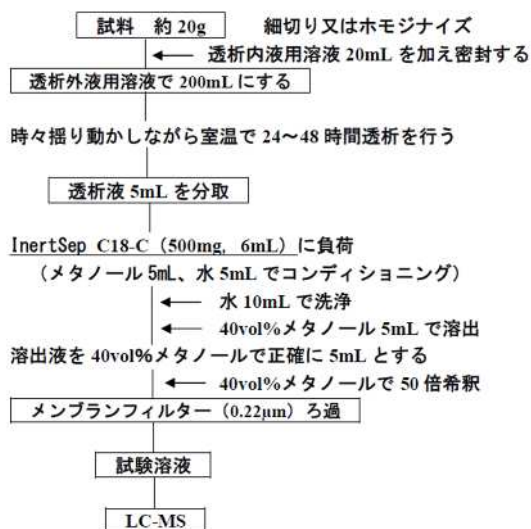 試料　約 20g　細切り又はホモジナイズ
← 透析内液用溶液 20mL を加え密封する
透析外液用溶液で 200mL にする
時々揺り動かしながら室温で 24～48 時間透析を行う
透析液 5mL を分取
InertSep C18-C（500mg, 6mL）に負荷
（メタノール 5mL、水 5mL でコンディショニング）
← 水 10mL で洗浄
← 40vol%メタノール 5mL で溶出
溶出液を 40vol%メタノールで正確に 5mL とする
← 40vol%メタノールで 50 倍希釈
メンブランフィルター（0.22μm）ろ過
試験溶液
LC-MS